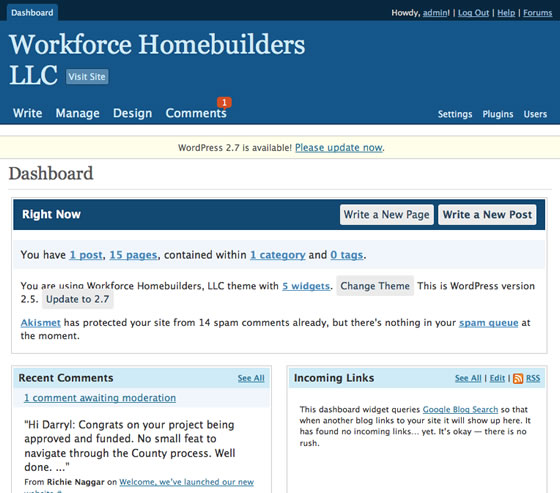 Dashboard
Howdy, admin! | Log Out | Help | Forums
Workforce Homebuilders
LLC Visit Site
1
Write Manage Design Comments
Settings Plugins Users
WordPress 2.7 is available! Please update now.
Dashboard
Right Now
Write a New Page
Write a New Post
You have 1 post, 15 pages, contained within 1 category and 0 tags.
You are using Workforce Homebuilders, LLC theme with 5 widgets. Change Theme This is WordPress version
2.5. Update to 2.7
Akismet has protected your site from 14 spam comments already, but there's nothing in your spam queue at
the moment.
Recent Comments See All
1 comment awaiting moderation
"Hi Darryl: Congrats on your project being
approved and funded. No small feat to
navigate through the County process. Well
done. ..."
From Richie Naggar on Welcome, we've launched our new
website #
Incoming Links See All | Edit | RSS
This dashboard widget queries Google Blog Search so that
when another blog links to your site it will show up here. It
has found no incoming links... yet. It's okay — there is no
rush.